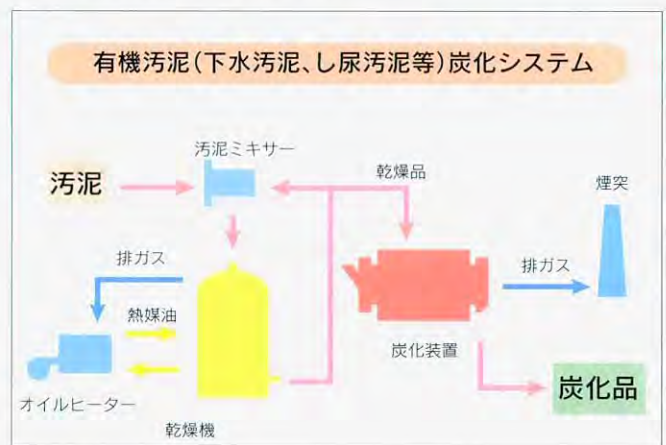 有機汚泥(下水汚泥、し尿汚泥等)炭化システム
汚泥ミキサー
汚泥
乾燥品
煙突
排ガス
排ガス
熱媒油
炭化装置
オイルヒーター
炭化品
乾燥機